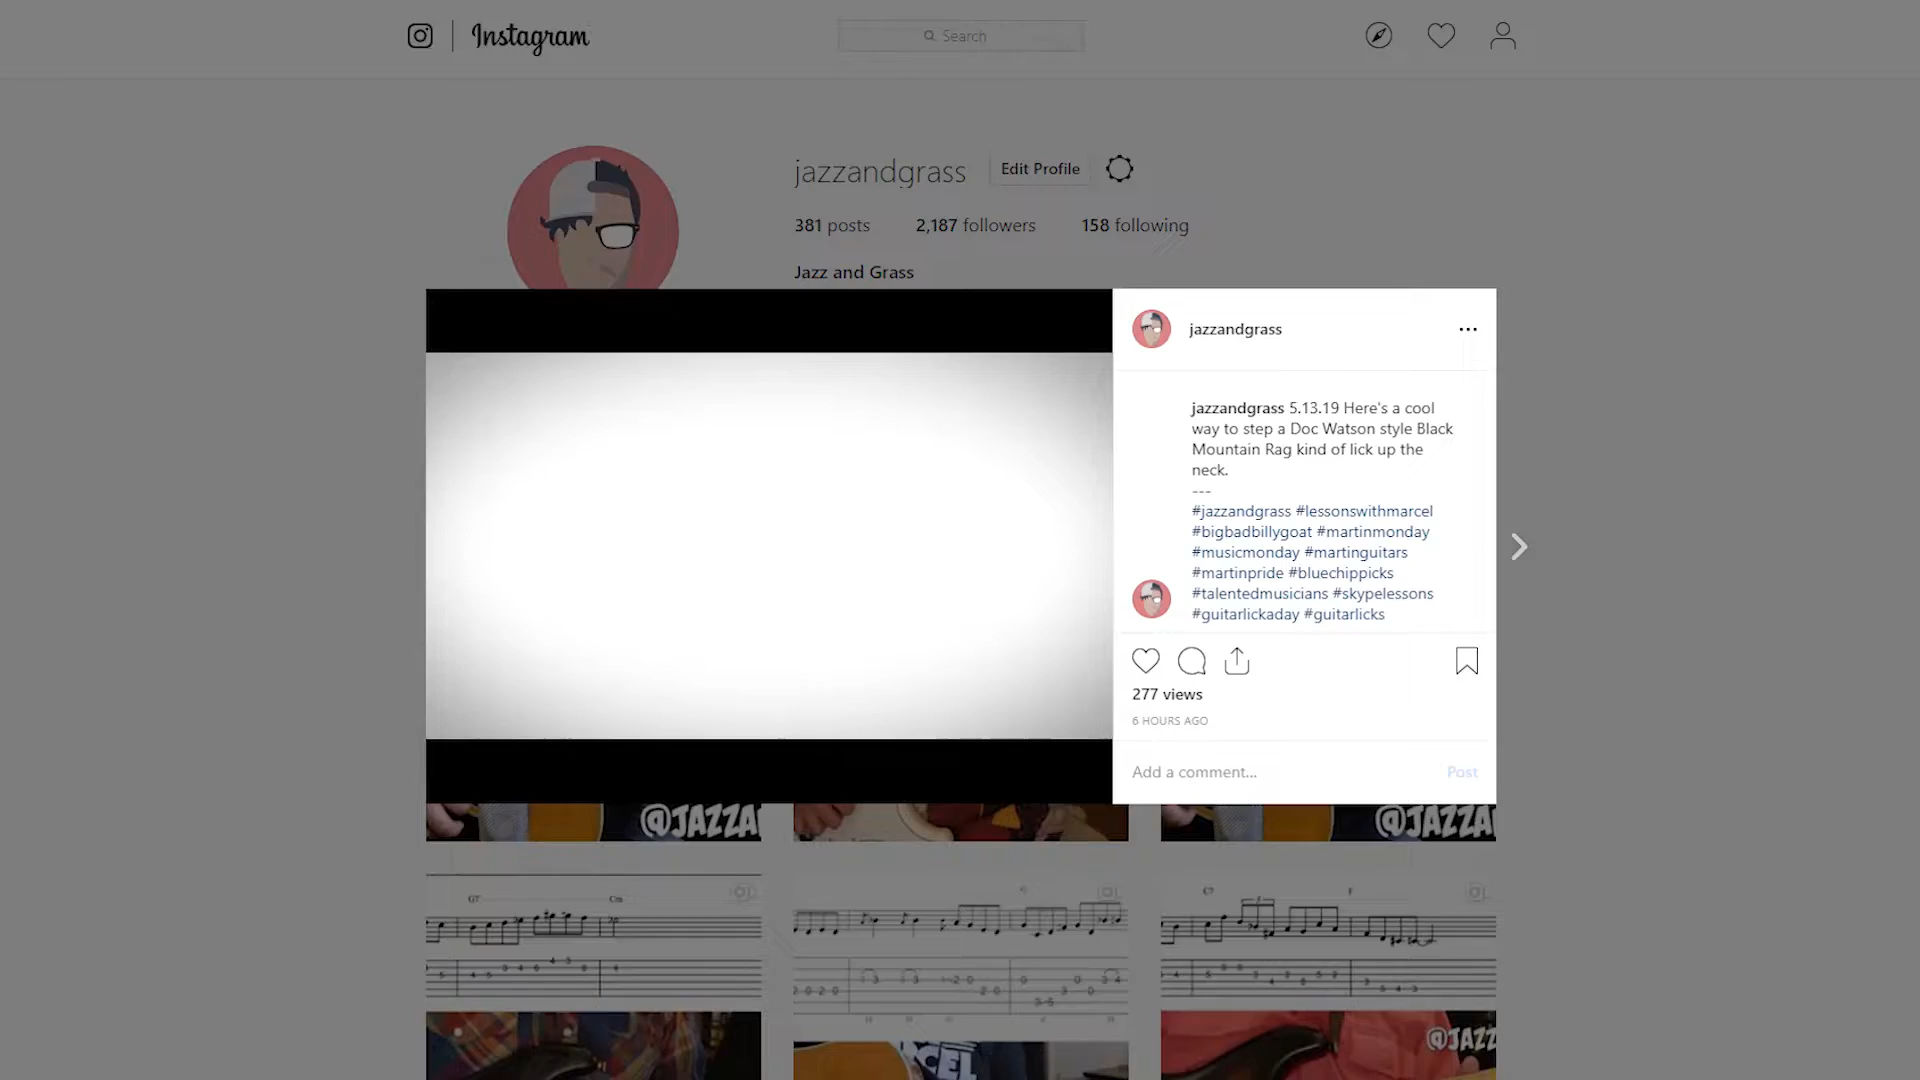 Instagram
Search
jazzandgrass Edit Profile
381 posts 2,187 followers 158 following
Jazz and Grass
jazzandgrass
jazzandgrass 5.13.19 Here's a cool
way to step a Doc Watson style Black
Mountain Rag kind of lick up the
neck.
---
#jazzandgrass #lessonswithmarcel
#bigbadbillygoat #martinmonday
#musicmonday #martinguitars
#martinpride #bluechippicks
#talentedmusicians #skypelessons
#guitarlickaday #guitarlicks
277 views
6 HOURS AGO
Add a comment... Post
@JAZZA
@JAZZA
G7 Cm
C7 F
@JAZZ